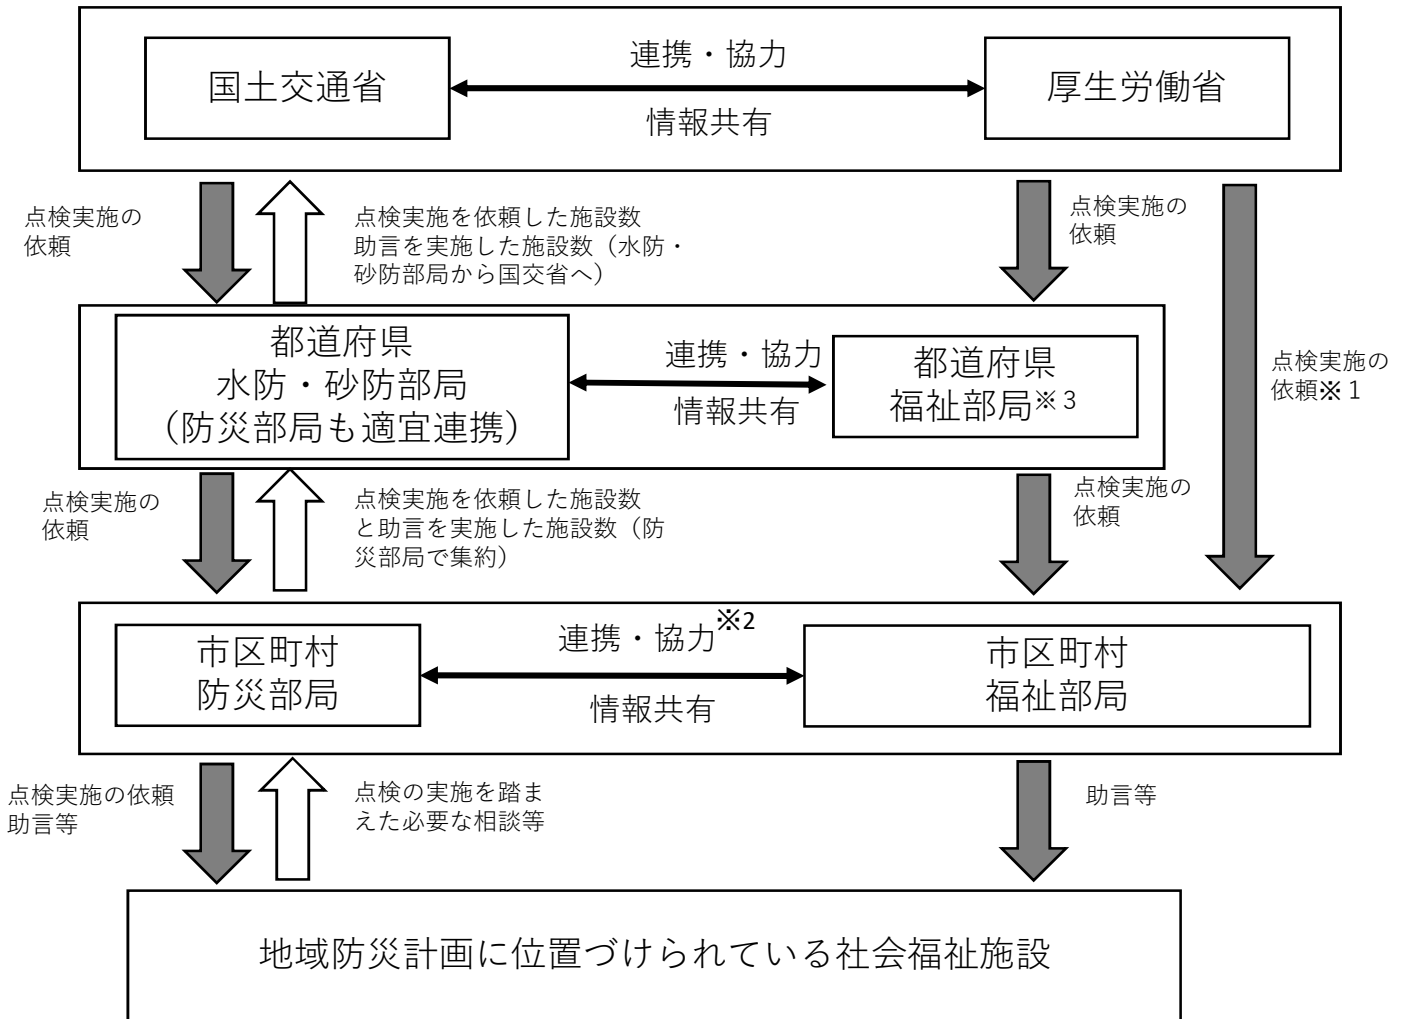 連携・協力
国土交通省
厚生労働省
情報共有
点検実施の
依頼
点検実施を依頼した施設数
助言を実施した施設数（水防・
砂防部局から国交省へ）
点検実施の
依頼
点検実施の
依頼※１
都道府県
水防・砂防部局
（防災部局も適宜連携）
連携・協力
情報共有
都道府県
福祉部局※３
点検実施の
依頼
点検実施を依頼した施設数
と助言を実施した施設数（防
災部局で集約）
点検実施の
依頼
市区町村
防災部局
連携・協力※2
情報共有
市区町村
福祉部局
点検実施の依頼
助言等
点検の実施を踏ま
えた必要な相談等
助言等
地域防災計画に位置づけられている社会福祉施設